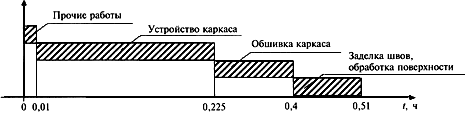 Прочие работы
Устройство каркаса
Обшивка каркаса
Заделка швов,
обработка поверхности
0 0,01 0,225 0,4 0,51 t, ч